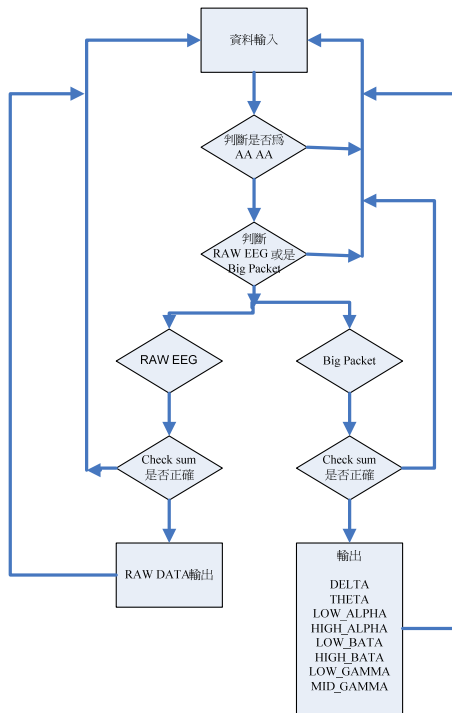 資料輸入
判斷是否為
AA AA
判斷
RAW EEG 或是
Big Packet
RAW EEG
Big Packet
Check sum
是否正確
Check sum
是否正確
RAW DATA輸出
輸出
DELTA
THETA
LOW_ALPHA
HIGH_ALPHA
LOW_BATA
HIGH_BATA
LOW_GAMMA
MID_GAMMA